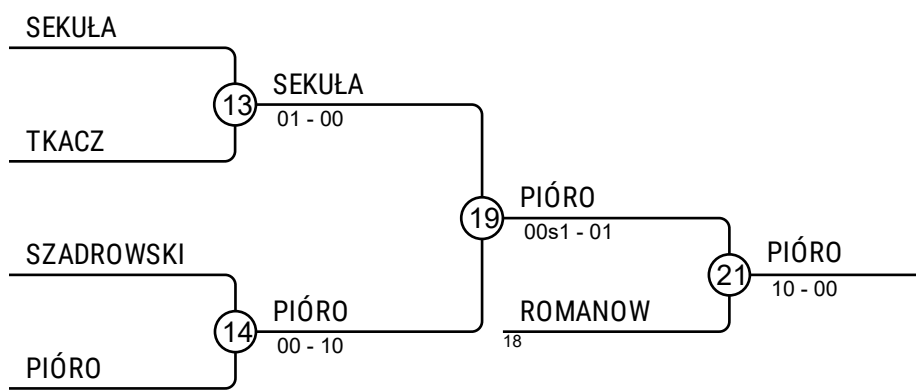 SEKUŁA
13
SEKUŁA
01 - 00
TKACZ
19
PIÓRO
00s1 - 01
SZADROWSKI
14
PIÓRO
00 - 10
PIÓRO
21
PIÓRO
10 - 00
ROMANOW
18